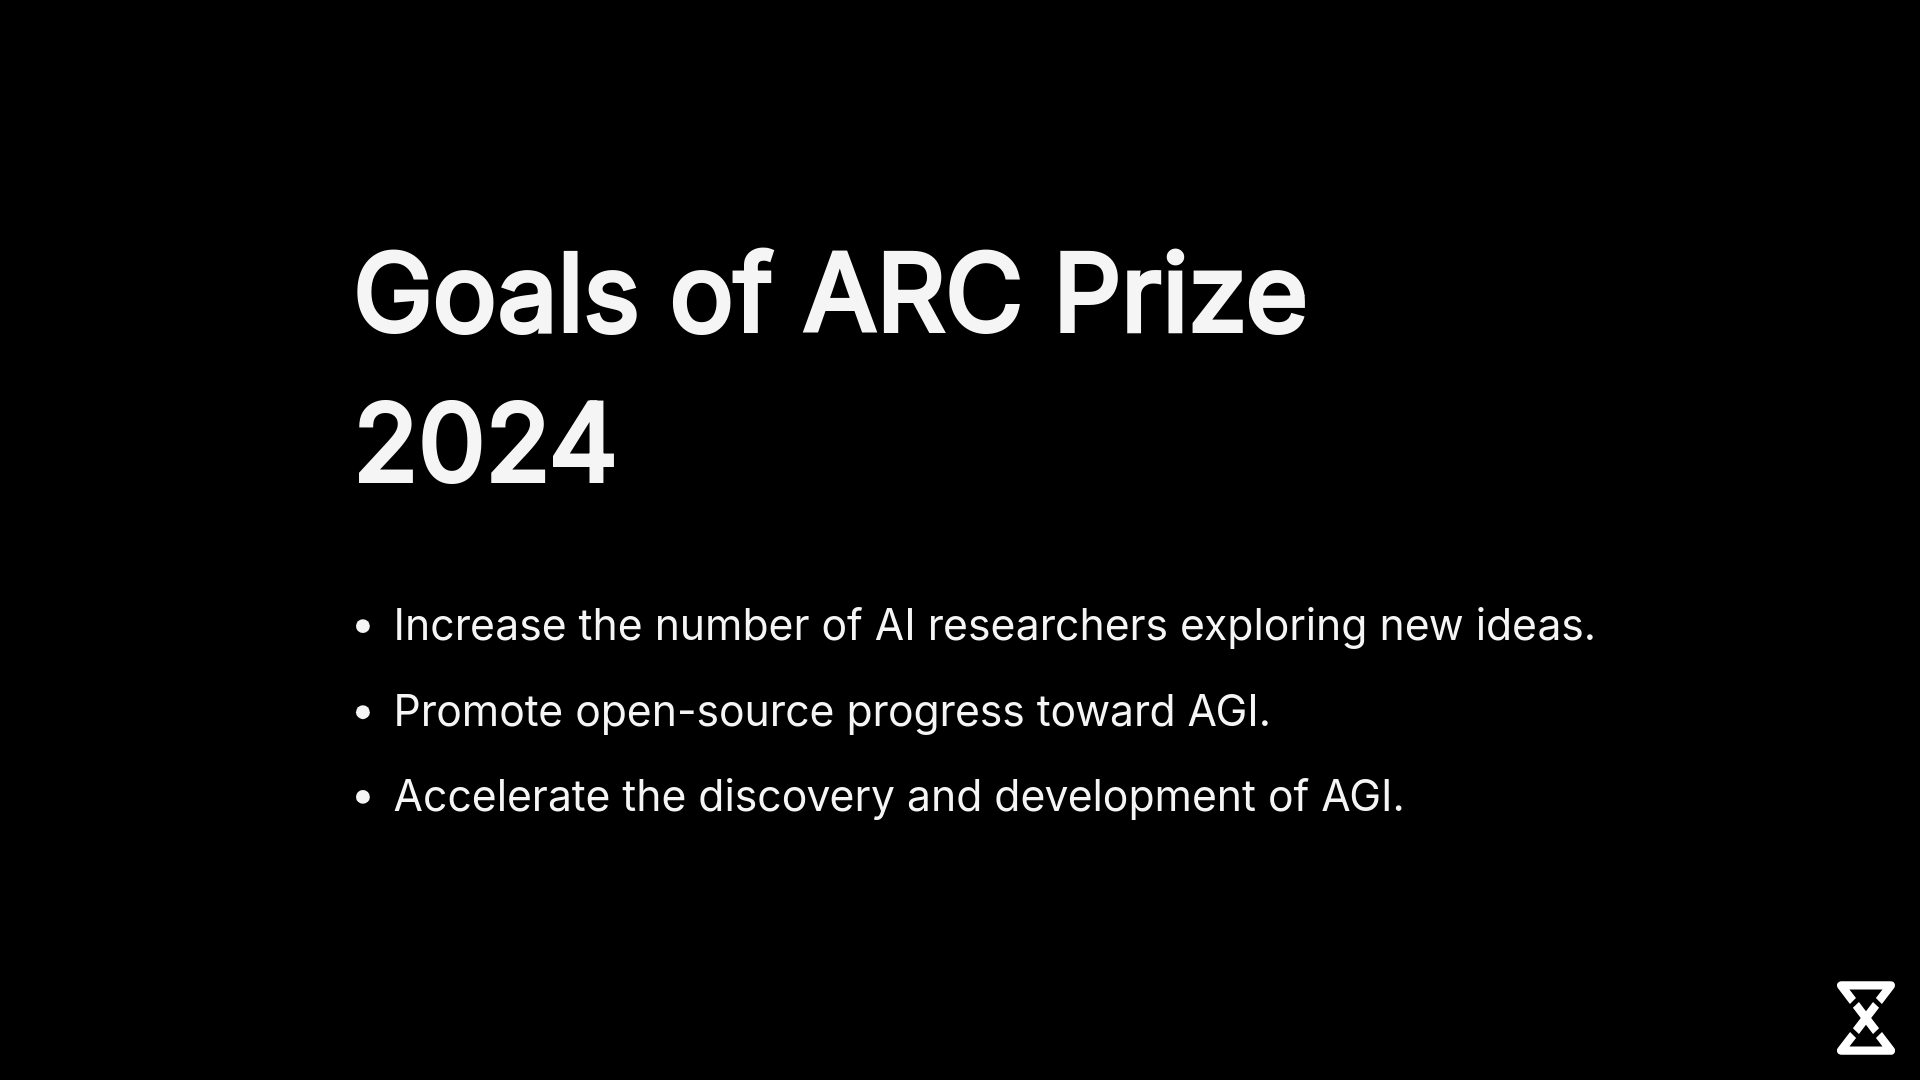 Goals of ARC Prize
2024
• Increase the number of AI researchers exploring new ideas.
• Promote open-source progress toward AGI.
• Accelerate the discovery and development of AGI.